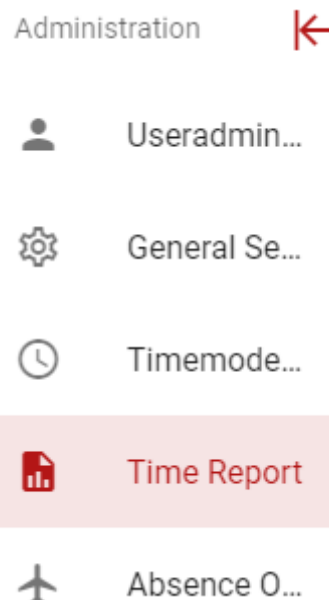 Administration
Useradmin...
General Se...
Timemode...
Time Report
Absence O...